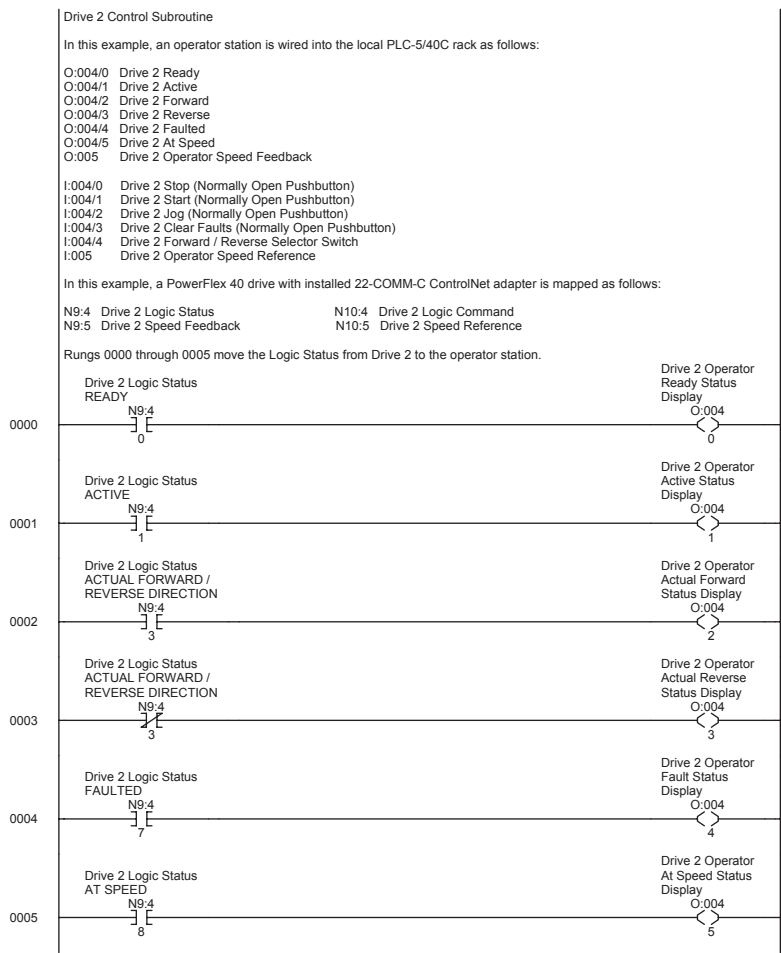 Drive 2 Control Subroutine
In this example, an operator station is wired into the local PLC-5/40C rack as follows:
O:004/0 Drive 2 Ready
O:004/1 Drive 2 Active
O:004/2 Drive 2 Forward
O:004/3 Drive 2 Reverse
O:004/4 Drive 2 Faulted
O:004/5 Drive 2 At Speed
O:005 Drive 2 Operator Speed Feedback
I:004/0 Drive 2 Stop (Normally Open Pushbutton)
I:004/1 Drive 2 Start (Normally Open Pushbutton)
I:004/2 Drive 2 Jog (Normally Open Pushbutton)
I:004/3 Drive 2 Clear Faults (Normally Open Pushbutton)
I:004/4 Drive 2 Forward / Reverse Selector Switch
I:005 Drive 2 Operator Speed Reference
In this example, a PowerFlex 40 drive with installed 22-COMM-C ControlNet adapter is mapped as follows:
N9:4 Drive 2 Logic Status N10:4 Drive 2 Logic Command
N9:5 Drive 2 Speed Feedback N10:5 Drive 2 Speed Reference
Rungs 0000 through 0005 move the Logic Status from Drive 2 to the operator station.
Drive 2 Logic Status
READY
N9:4
0
Drive 2 Operator
Ready Status
Display
O:004
0
0000
Drive 2 Logic Status
ACTIVE
N9:4
1
Drive 2 Operator
Active Status
Display
O:004
1
0001
Drive 2 Logic Status
ACTUAL FORWARD /
REVERSE DIRECTION
N9:4
3
Drive 2 Operator
Actual Forward
Status Display
O:004
2
0002
Drive 2 Logic Status
ACTUAL FORWARD /
REVERSE DIRECTION
N9:4
3
Drive 2 Operator
Actual Reverse
Status Display
O:004
3
0003
Drive 2 Logic Status
FAULTED
N9:4
7
Drive 2 Operator
Fault Status
Display
O:004
4
0004
Drive 2 Logic Status
AT SPEED
N9:4
8
Drive 2 Operator
At Speed Status
Display
O:004
5
0005